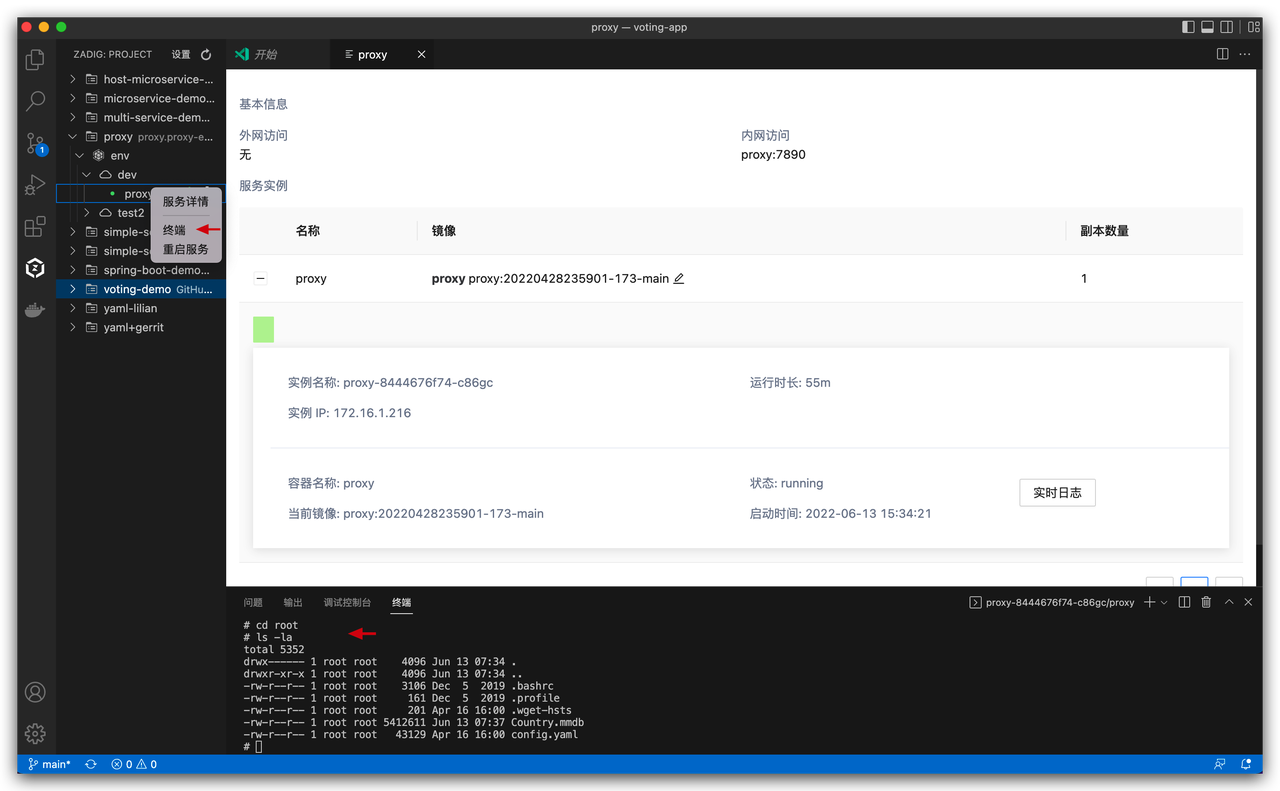 proxy — voting-app
ZADIG: PROJECT 设置
开始
proxy
host-microservice-...
microservice-demo...
multi-service-dem...
proxy proxy.proxy-e...
env
dev
proxy
test2
服务详情
终端
重启服务
simple-s
simple-s
spring-boot-demo...
voting-demo GitHu...
yaml-lilian
yaml+gerrit
1
基本信息
外网访问 内网访问
无 proxy:7890
服务实例
名称 镜像 副本数量
proxy proxy proxy:20220428235901-173-main 1
实例名称: proxy-8444676f74-c86gc 运行时长: 55m
实例 IP: 172.16.1.216
容器名称: proxy 状态: running
实时日志
当前镜像: proxy:20220428235901-173-main 启动时间: 2022-06-13 15:34:21
问题 输出 调试控制台 终端 proxy-8444676f74-c86gc/proxy
# cd root
# ls -la
total 5352
drwx------ 1 root root    4096 Jun 13 07:34 .
drwxr-xr-x 1 root root    4096 Jun 13 07:34 ..
-rw-r--r-- 1 root root    3106 Dec  5  2019 .bashrc
-rw-r--r-- 1 root root     161 Dec  5  2019 .profile
-rw-r--r-- 1 root root     201 Apr 16 16:00 .wget-hsts
-rw-r--r-- 1 root root 5412611 Jun 13 07:37 Country.mmdb
-rw-r--r-- 1 root root   43129 Apr 16 16:00 config.yaml
#
main* 0 0